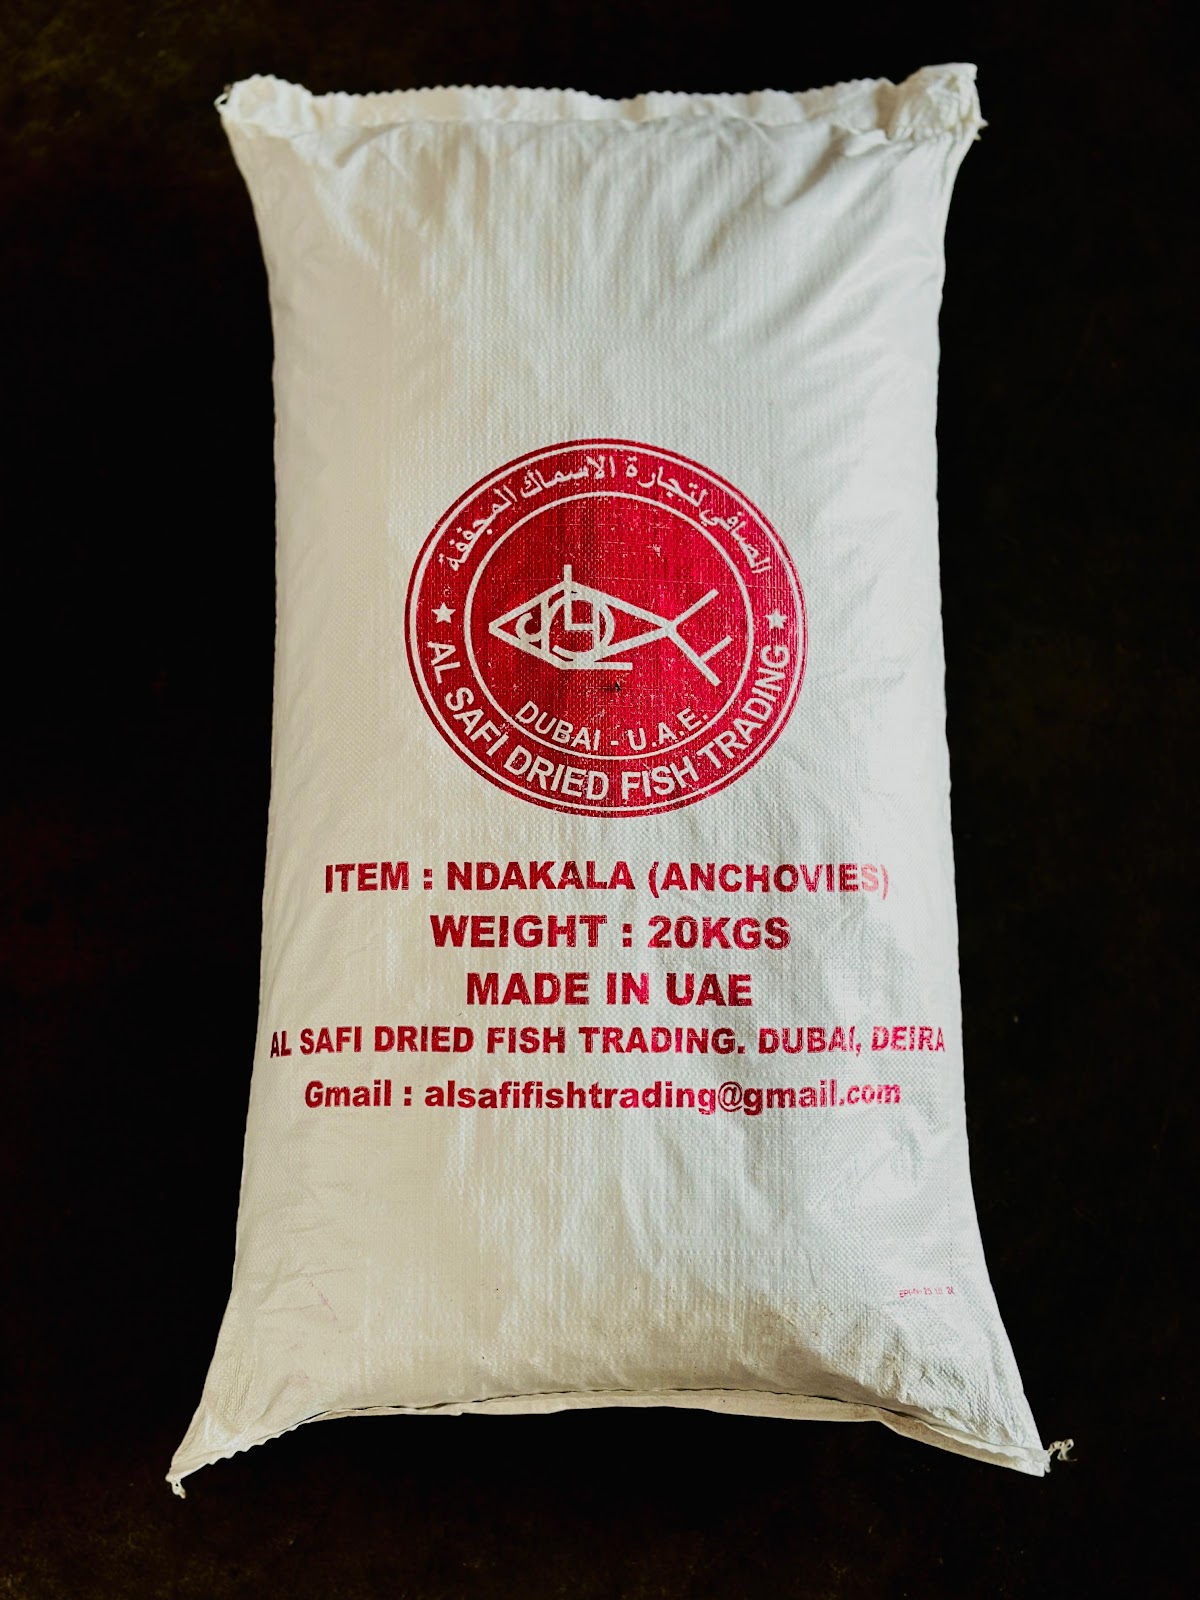 الصافي لتجارة الاسماك المجففة
DUBAI - U.A.E.
AL SAFI DRIED FISH TRADING
ITEM : NDAKALA (ANCHOVIES)
WEIGHT : 20KGS
MADE IN UAE
AL SAFI DRIED FISH TRADING. DUBAI, DEIRA
Gmail : alsafifishtrading@gmail.com